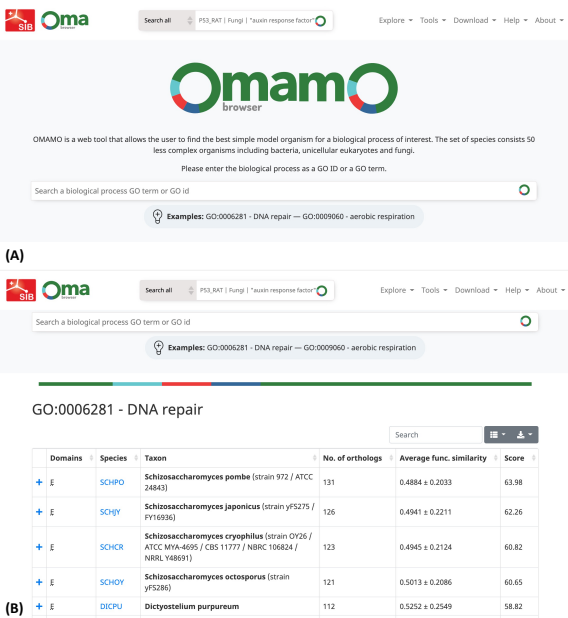 SIB Oma browser Search all P53_RAT | Fungi | "auxin response factor" Explore Tools Download Help About
Omamo
browser
OMAMO is a web tool that allows the user to find the best simple model organism for a biological process of interest. The set of species consists 50
less complex organisms including bacteria, unicellular eukaryotes and fungi.
Please enter the biological process as a GO ID or a GO term.
Search a biological process GO term or GO id
Examples: GO:0006281 - DNA repair — GO:0009060 - aerobic respiration
(A)
SIB Oma browser Search all P53_RAT | Fungi | "auxin response factor" Explore Tools Download Help About
Search a biological process GO term or GO id
Examples: GO:0006281 - DNA repair — GO:0009060 - aerobic respiration
GO:0006281 - DNA repair
Search
Domains Species Taxon No. of orthologs Average func. similarity Score
+ E SCHPO Schizosaccharomyces pombe (strain 972 / ATCC
24843) 131 0.4884 ± 0.2033 63.98
+ E SCHJY Schizosaccharomyces japonicus (strain yFS275 /
FY16936) 126 0.4941 ± 0.2211 62.26
+ E SCHCR Schizosaccharomyces cryophilus (strain OY26 /
ATCC MYA-4695 / CBS 11777 / NBRC 106824 /
NRRL Y48691) 123 0.4945 ± 0.2124 60.82
+ E SCHOY Schizosaccharomyces octosporus (strain
yFS286) 121 0.5013 ± 0.2086 60.65
(B) + E DICPU Dictyostelium purpureum 112 0.5252 ± 0.2549 58.82